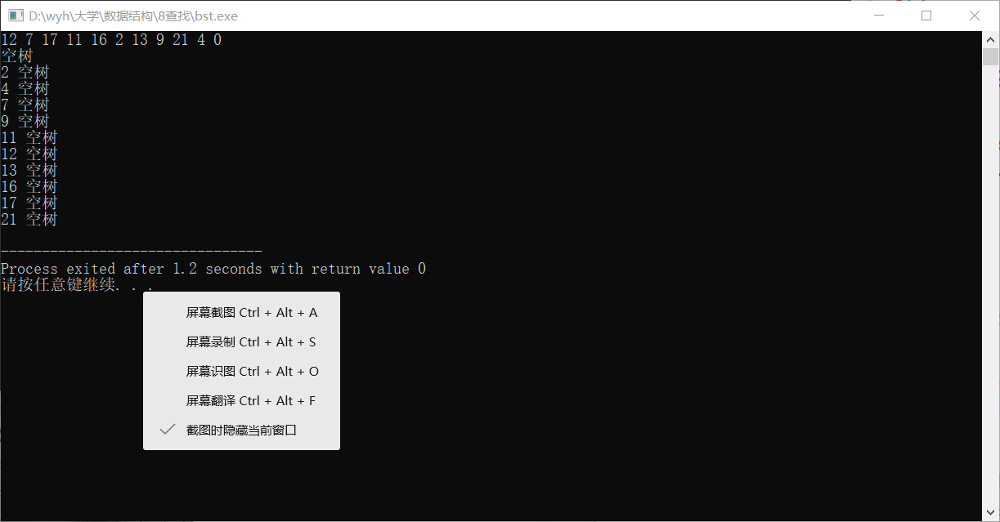 D:\wyh\大学\数据结构\8查找\bst.exe
12 7 17 11 16 2 13 9 21 4 0
空树
2 空树
4 空树
7 空树
9 空树
11 空树
12 空树
13 空树
16 空树
17 空树
21 空树
--------------------------------
Process exited after 1.2 seconds with return value 0
请按任意键继续. . .
屏幕截图 Ctrl + Alt + A
屏幕录制 Ctrl + Alt + S
屏幕识图 Ctrl + Alt + O
屏幕翻译 Ctrl + Alt + F
截图时隐藏当前窗口